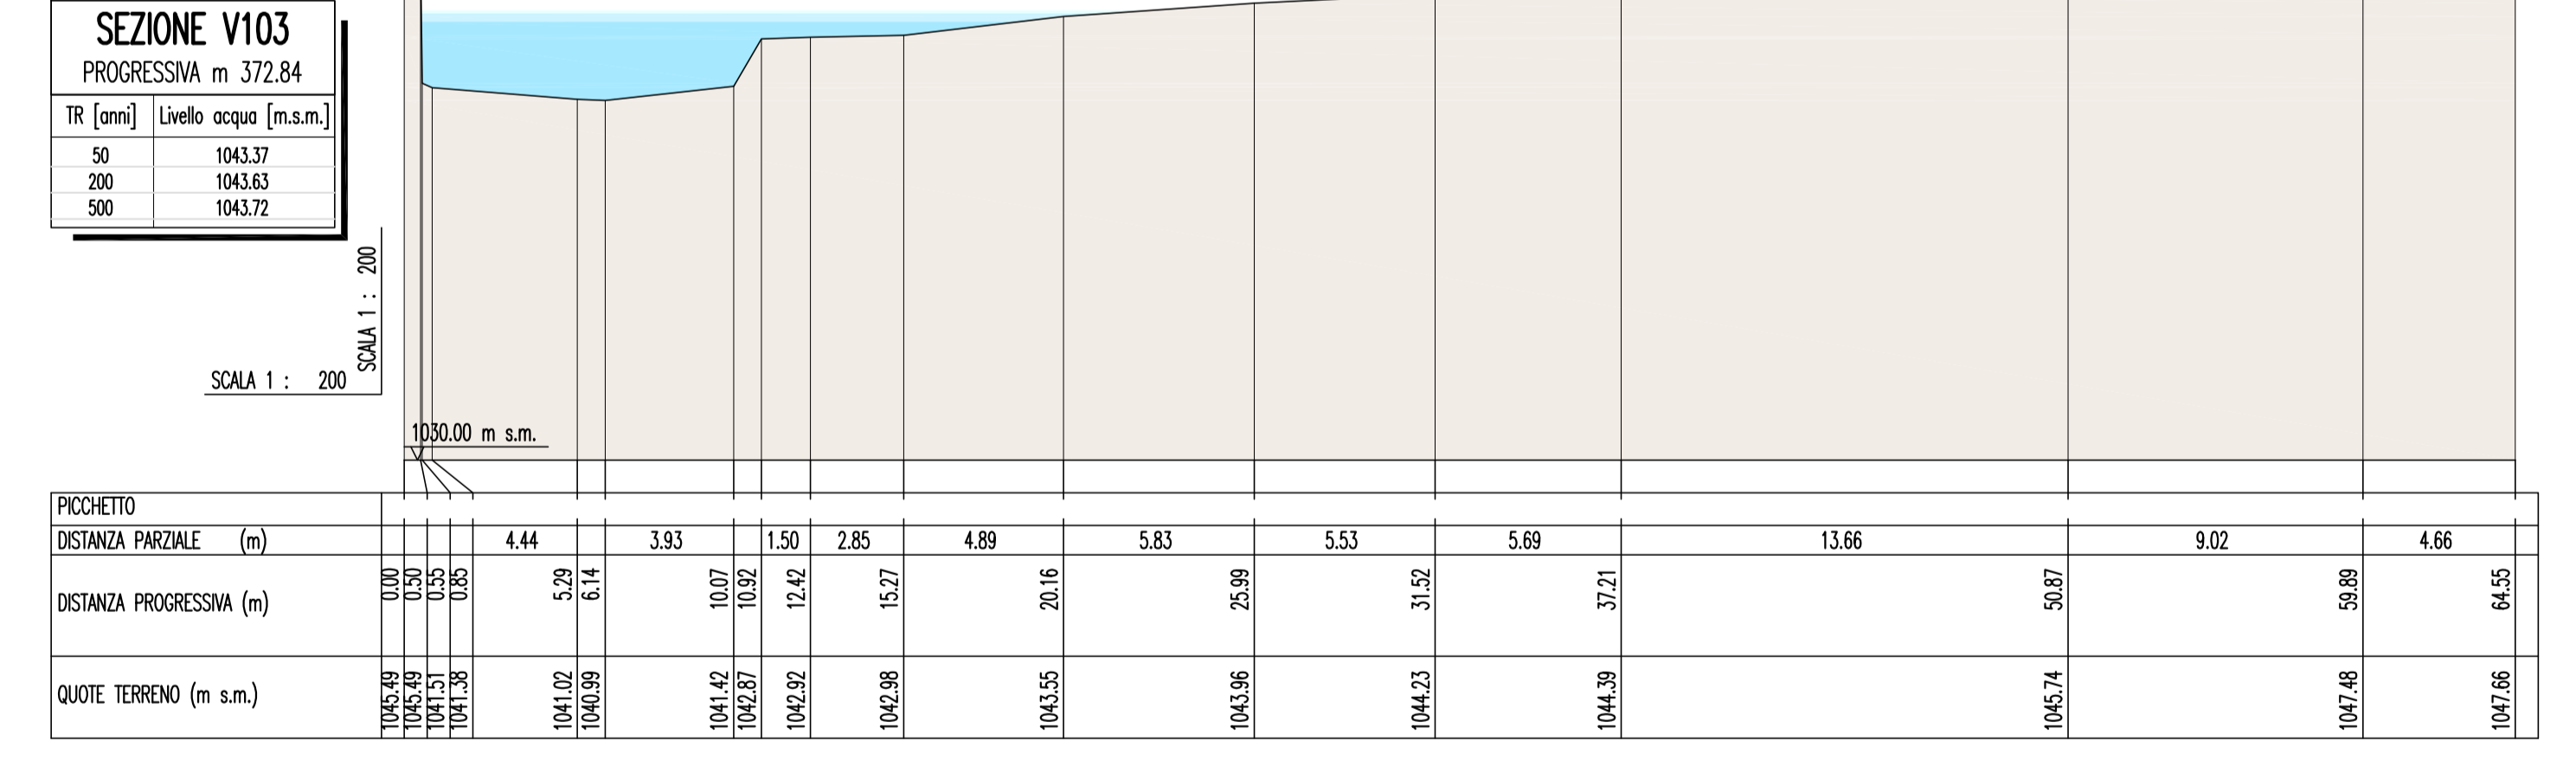 SEZIONE V103
PROGRESSIVA m 372.84
TR [anni] Livello acqua [m.s.m.]
50 1043.37
200 1043.63
500 1043.72
SCALA 1 : 200
SCALA 1 : 200
1030.00 m s.m.
PICCHETTO
DISTANZA PARZIALE (m) 4.44 3.93 1.50 2.85 4.89 5.83 5.53 5.69 13.66 9.02 4.66
DISTANZA PROGRESSIVA (m) 0.00 0.50 0.55 0.85 5.29 6.14 10.07 10.92 12.42 15.27 20.16 25.99 31.52 37.21 50.87 59.89 64.55
QUOTE TERRENO (m s.m.) 1045.49 1045.49 1041.51 1041.38 1041.02 1040.99 1041.42 1042.87 1042.92 1042.98 1043.55 1043.96 1044.23 1044.39 1045.74 1047.48 1047.66